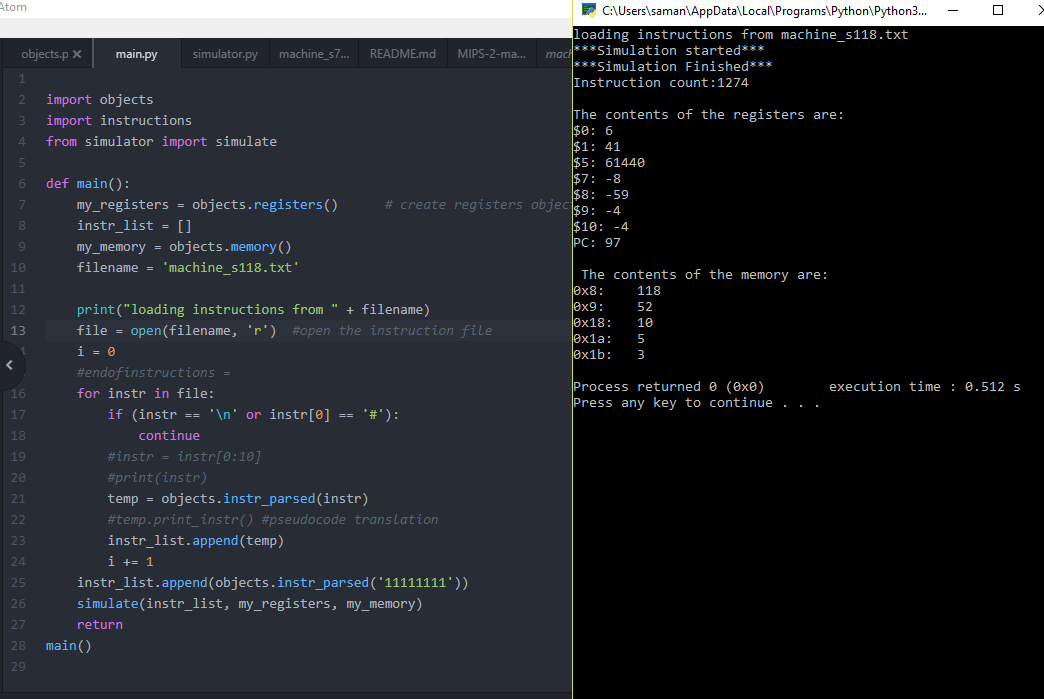 Atom
objects.p
main.py
simulator.py
machine_s7...
README.md
MIPS-2-ma...
1
2 import objects
3 import instructions
4 from simulator import simulate
5
6 def main():
7 my_registers = objects.registers() # create registers objec
8 instr_list = []
9 my_memory = objects.memory()
10 filename = 'machine_s118.txt'
11
12 print("loading instructions from " + filename)
13 file = open(filename, 'r') #open the instruction file
i = 0
#endofinstructions =
16 for instr in file:
17 if (instr == '\n' or instr[0] == '#'):
18 continue
19 #instr = instr[0:10]
20 #print(instr)
21 temp = objects.instr_parsed(instr)
22 #temp.print_instr() #pseudocode translation
23 instr_list.append(temp)
24 i += 1
25 instr_list.append(objects.instr_parsed('11111111'))
26 simulate(instr_list, my_registers, my_memory)
27 return
28 main()
29
C:\Users\saman\AppData\Local\Programs\Python\Python3...
loading instructions from machine_s118.txt
***Simulation started***
***Simulation Finished***
Instruction count:1274
The contents of the registers are:
$0: 6
$1: 41
$5: 61440
$7: -8
$8: -59
$9: -4
$10: -4
PC: 97
The contents of the memory are:
0x8: 118
0x9: 52
0x18: 10
0x1a: 5
0x1b: 3
Process returned 0 (0x0) execution time : 0.512 s
Press any key to continue . . .